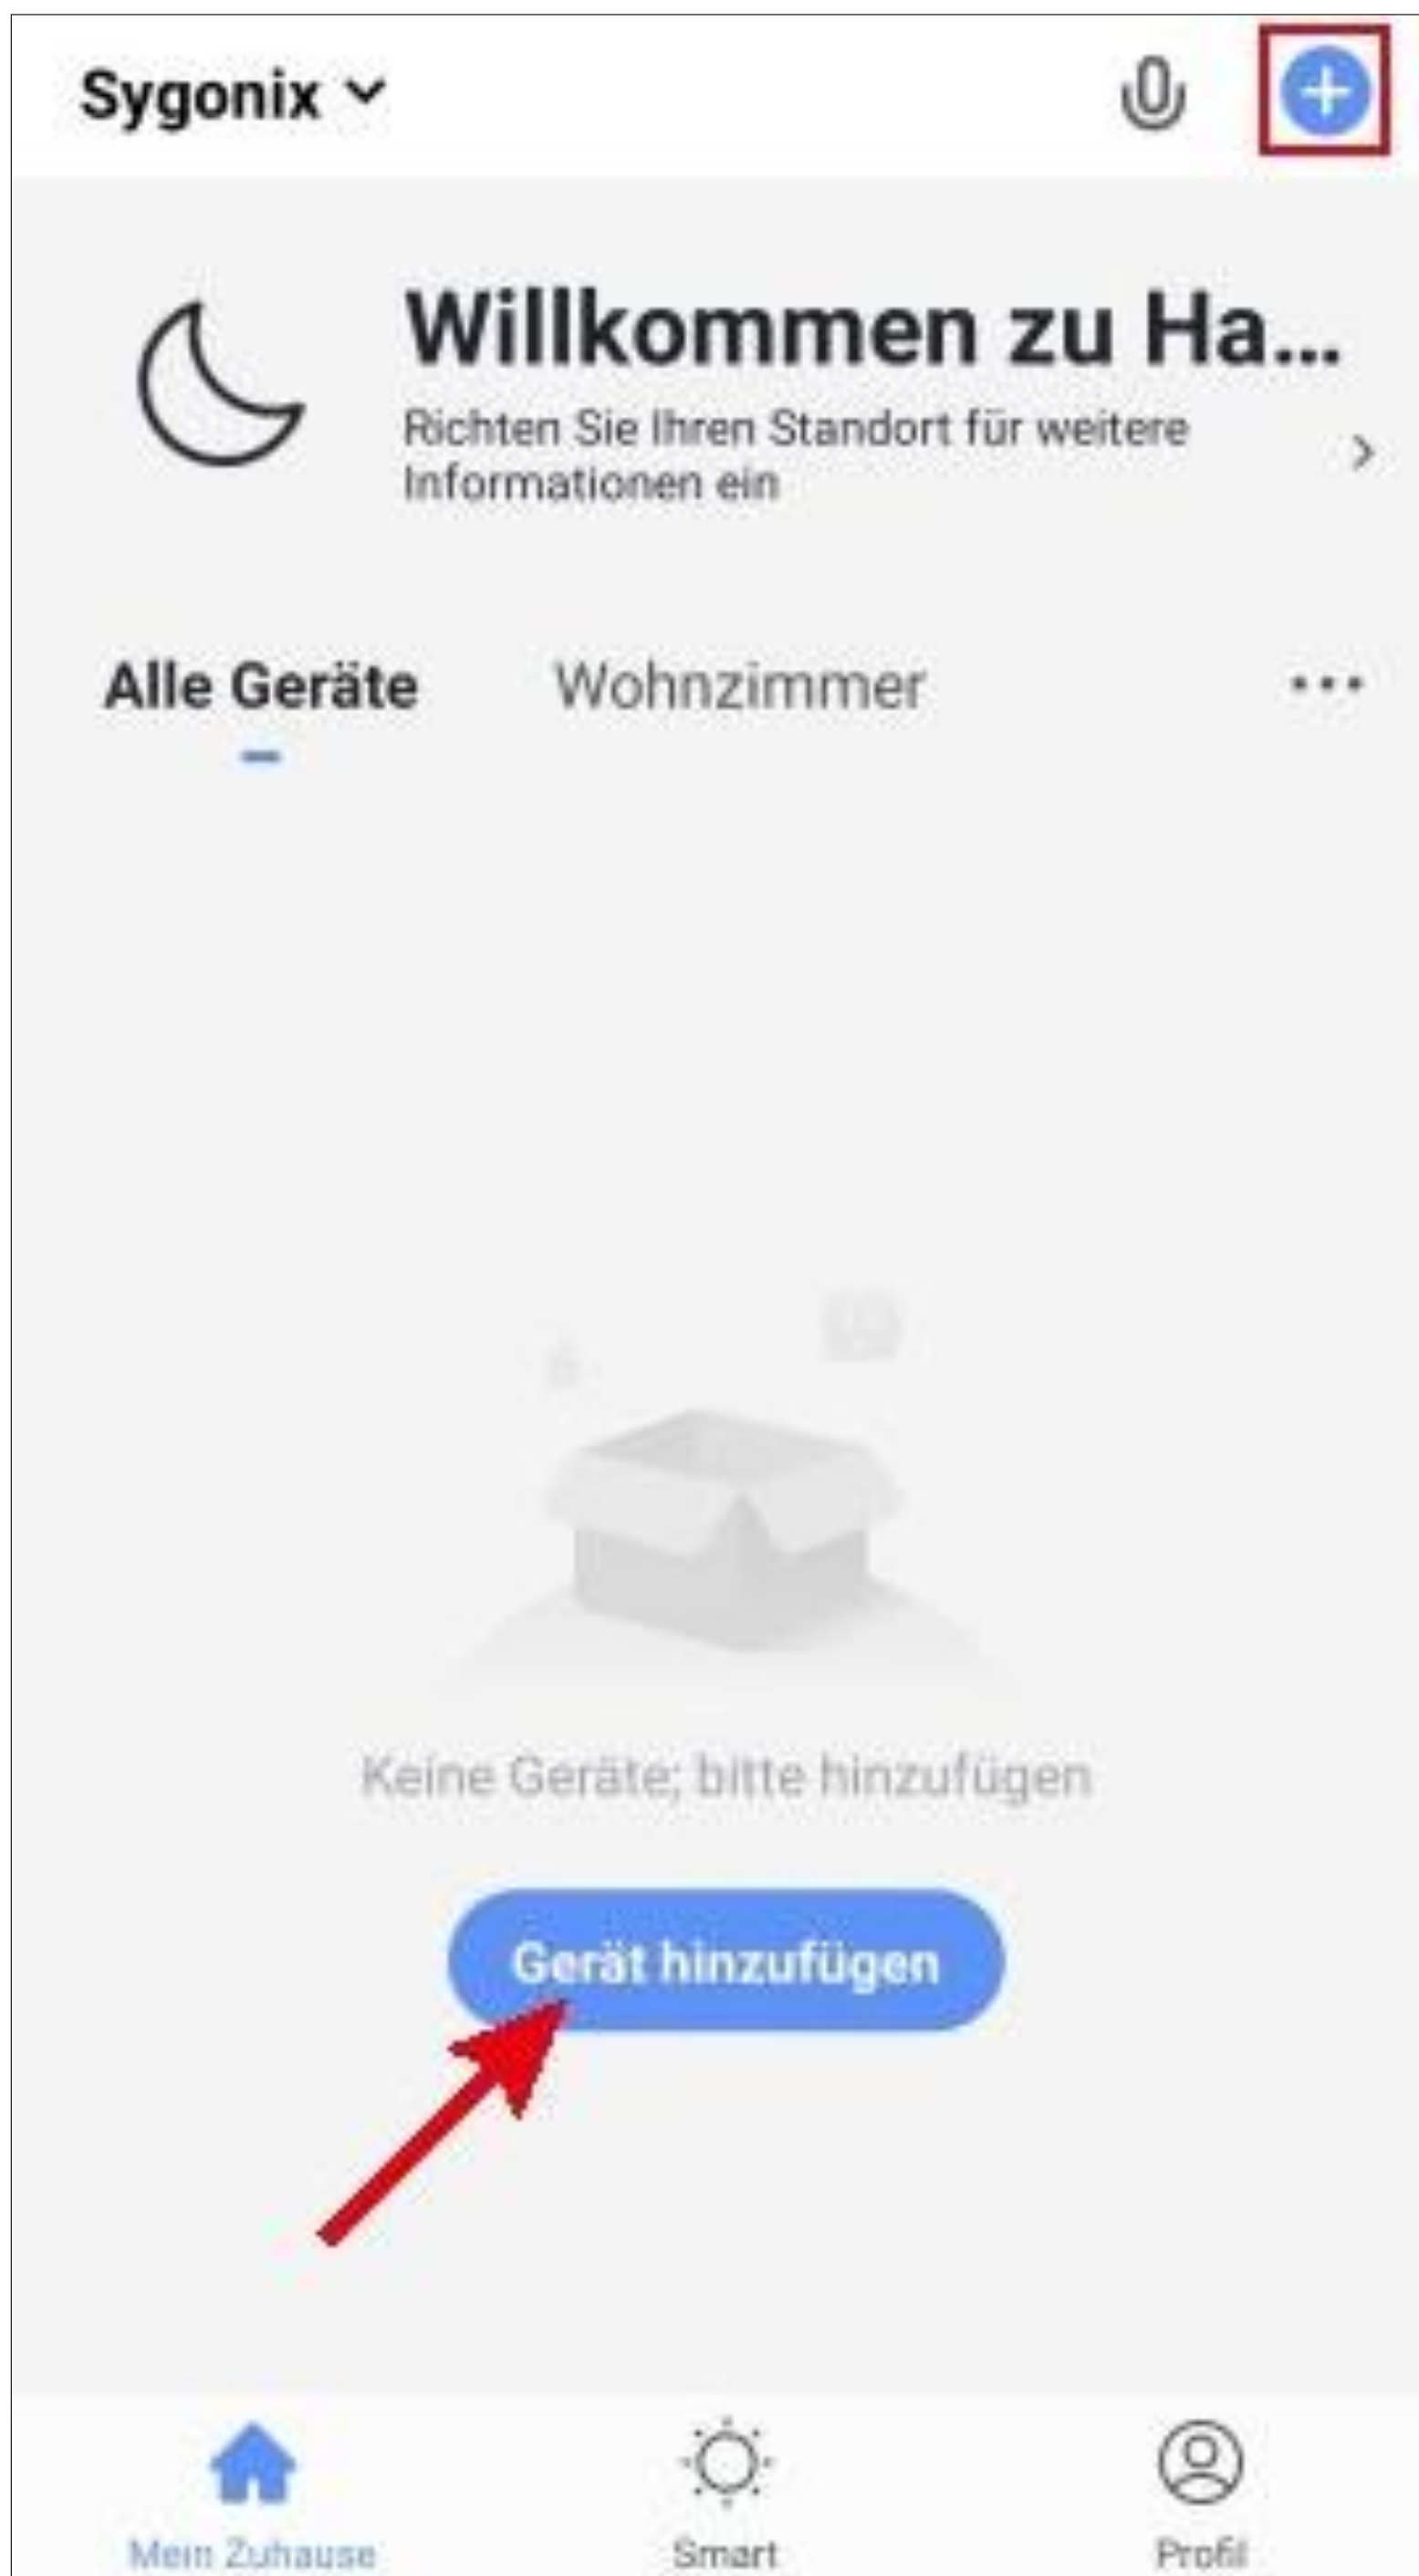 Sygonix
Willkommen zu Ha...
Richten Sie Ihren Standort für weitere
Informationen ein
Alle Geräte Wohnzimmer
Keine Geräte; bitte hinzufügen
Gerät hinzufügen
Mein Zuhause Smart Profil